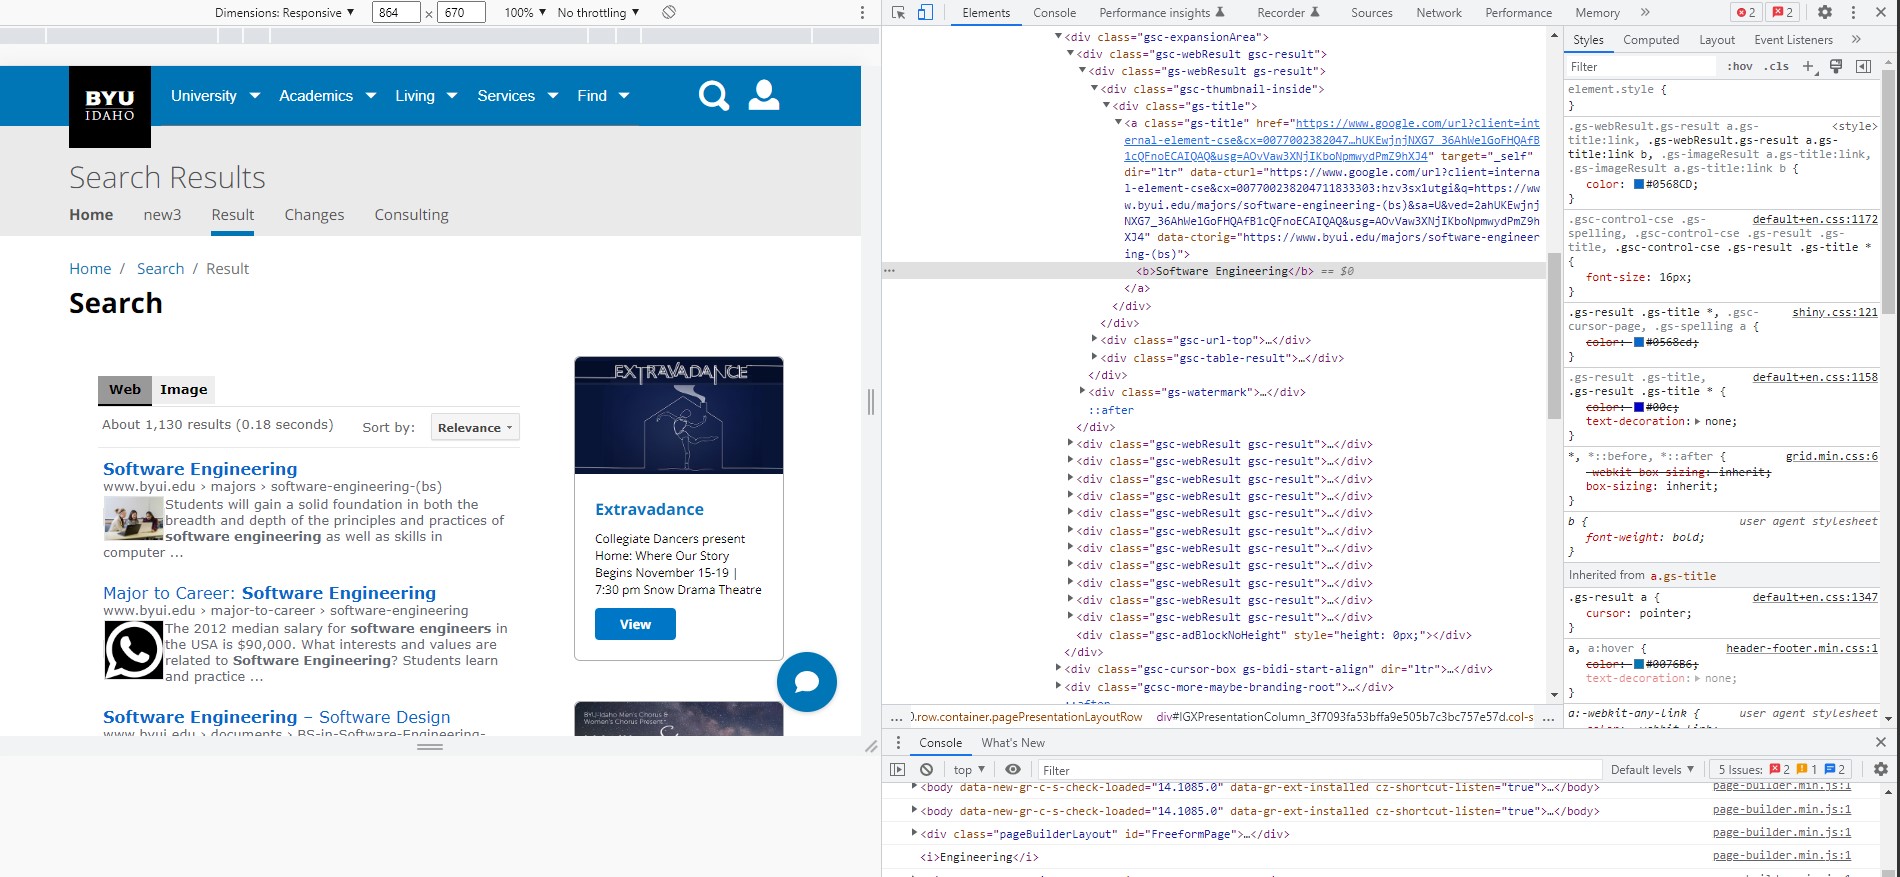 Dimensions: Responsive ▼ 864 × 670 100% ▼ No throttling ▼
BYU
IDAHO
University Academics Living Services Find
Search Results
Home new3 Result Changes Consulting
Home / Search / Result
Search
Web Image
About 1,130 results (0.18 seconds)
Sort by: Relevance
Software Engineering
www.byui.edu › majors › software-engineering-(bs)
Students will gain a solid foundation in both the
breadth and depth of the principles and practices of
software engineering as well as skills in
computer ...
Major to Career: Software Engineering
www.byui.edu › major-to-career › software-engineering
The 2012 median salary for software engineers in
the USA is $90,000. What interests and values are
related to Software Engineering? Students learn
and practice ...
Software Engineering – Software Design
www.byui.edu › documents › BS-in-Software-Engineering-
EXTRAVADANCE
Extravadance
Collegiate Dancers present
Home: Where Our Story
Begins November 15-19 |
7:30 pm Snow Drama Theatre
View
BYU-Idaho Men's Chorus &
Women's Chorus Present
Elements Console Performance insights Recorder Sources Network Performance Memory » 2 2
<div class="gsc-expansionArea">
<div class="gsc-webResult gsc-result">
<div class="gs-webResult gs-result">
<div class="gsc-thumbnail-inside">
<div class="gs-title">
<a class="gs-title" href="https://www.google.com/url?client=int
ernal-element-cse&cx=0077002382047…hUKEwjnjNXG7_36AhWelGoFHQAfB
1cQFnoECAIQAQ&usg=AOvVaw3XNjIKboNpmwydPmZ9hXJ4" target="_self"
dir="ltr" data-cturl="https://www.google.com/url?client=interna
l-element-cse&cx=007700238204711833303:hzv3sx1utgi&q=https://ww
w.byui.edu/majors/software-engineering-(bs)&sa=U&ved=2ahUKEwjnj
NXG7_36AhWelGoFHQAfB1cQFnoECAIQAQ&usg=AOvVaw3XNjIKboNpmwydPmZ9h
XJ4" data-ctorig="https://www.byui.edu/majors/software-engineer
ing-(bs)">
<b>Software Engineering</b> == $0
</a>
</div>
</div>
<div class="gsc-url-top">…</div>
<div class="gsc-table-result">…</div>
</div>
<div class="gs-watermark">…</div>
::after
</div>
<div class="gsc-webResult gsc-result">…</div>
<div class="gsc-webResult gsc-result">…</div>
<div class="gsc-webResult gsc-result">…</div>
<div class="gsc-webResult gsc-result">…</div>
<div class="gsc-webResult gsc-result">…</div>
<div class="gsc-webResult gsc-result">…</div>
<div class="gsc-webResult gsc-result">…</div>
<div class="gsc-webResult gsc-result">…</div>
<div class="gsc-webResult gsc-result">…</div>
<div class="gsc-webResult gsc-result">…</div>
<div class="gsc-webResult gsc-result">…</div>
<div class="gsc-adBlockNoHeight" style="height: 0px;"></div>
</div>
<div class="gsc-cursor-box gs-bidi-start-align" dir="ltr">…</div>
<div class="gcsc-more-maybe-branding-root">…</div>
::after
... 0.row.container.pagePresentationLayoutRow div#IGXPresentationColumn_3f7093fa53bffa9e505b7c3bc757e57d.col-s ...
Styles Computed Layout Event Listeners »
Filter :hov .cls +
element.style {
}
.gs-webResult.gs-result a.gs- <style>
title:link, .gs-webResult.gs-result a.gs-
title:link b, .gs-imageResult a.gs-title:link,
.gs-imageResult a.gs-title:link b {
color: #0568CD;
}
.gsc-control-cse .gs- default+en.css:1172
spelling, .gsc-control-cse .gs-result .gs-
title, .gsc-control-cse .gs-result .gs-title *
{
font-size: 16px;
}
.gs-result .gs-title *, .gsc- shiny.css:121
cursor-page, .gs-spelling a {
color: #0568cd;
}
.gs-result .gs-title, default+en.css:1158
.gs-result .gs-title * {
color: #00c;
text-decoration: none;
}
*, *::before, *::after { grid.min.css:6
-webkit-box-sizing: inherit;
box-sizing: inherit;
}
b { user agent stylesheet
font-weight: bold;
}
Inherited from a.gs-title
.gs-result a { default+en.css:1347
cursor: pointer;
}
a, a:hover { header-footer.min.css:1
color: #0076B6;
text-decoration: none;
}
a:-webkit-any-link { user agent stylesheet
Console What's New
top ▼ Filter Default levels ▼ 5 Issues: 2 1 2
<body data-new-gr-c-s-check-loaded="14.1085.0" data-gr-ext-installed cz-shortcut-listen="true">…</body> page-builder.min.js:1
<body data-new-gr-c-s-check-loaded="14.1085.0" data-gr-ext-installed cz-shortcut-listen="true">…</body> page-builder.min.js:1
<div class="pageBuilderLayout" id="FreeformPage">…</div> page-builder.min.js:1
<i>Engineering</i> page-builder.min.js:1